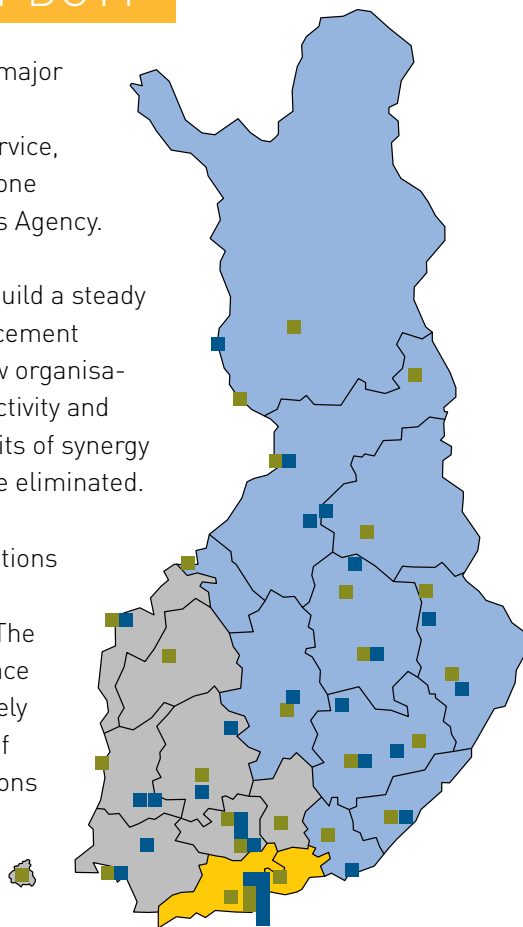 major
rvice,
one
s Agency.
uild a steady
cement
w organisa-
ctivity and
its of synergy
e eliminated.
tions
The
nce
ely
f
ons